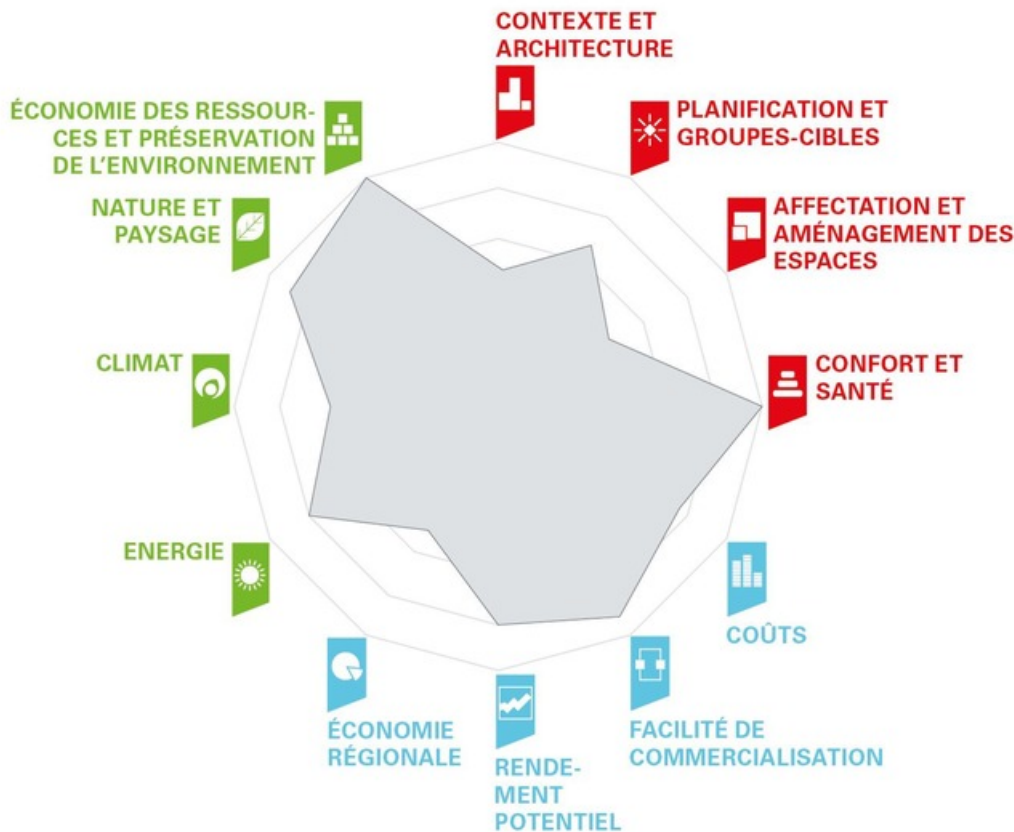 CONTEXTE ET
ARCHITECTURE
PLANIFICATION ET
GROUPES-CIBLES
AFFECTATION ET
AMÉNAGEMENT DES
ESPACES
CONFORT ET
SANTÉ
COÛTS
FACILITÉ DE
COMMERCIALISATION
RENDE-
MENT
POTENTIEL
ÉCONOMIE
RÉGIONALE
ENERGIE
CLIMAT
NATURE ET
PAYSAGE
ÉCONOMIE DES RESSOUR-
CES ET PRÉSERVATION
DE L'ENVIRONNEMENT